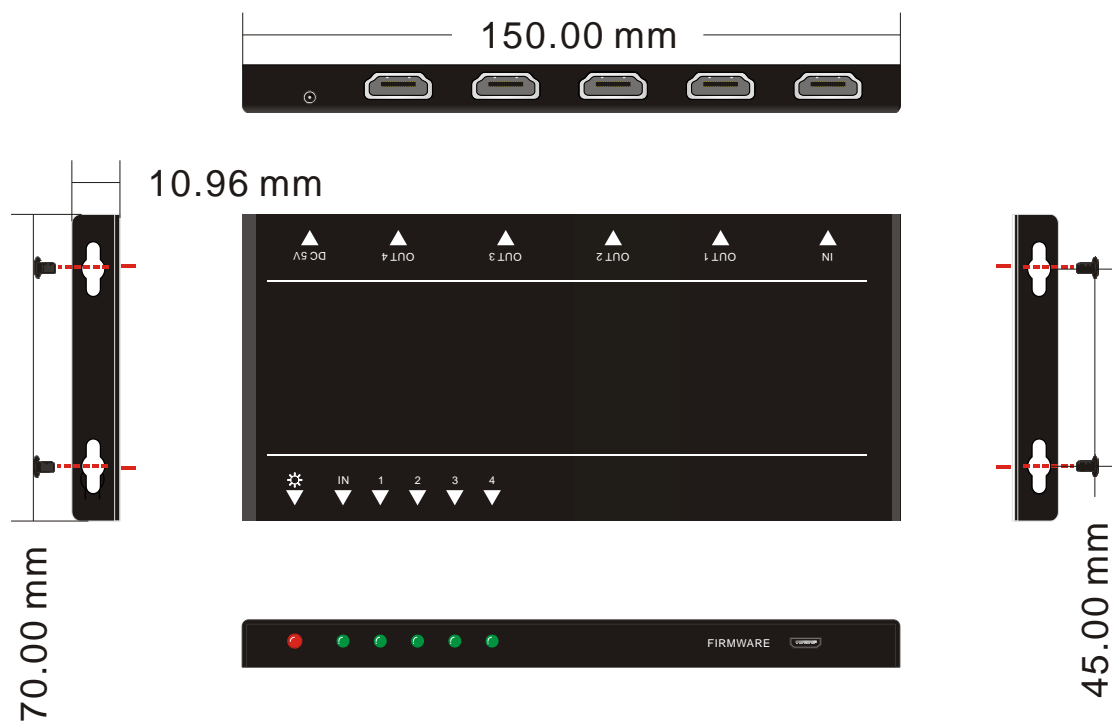 150.00 mm
10.96 mm
DC 5V OUT 4 OUT 3 OUT 2 OUT 1 IN
IN 1 2 3 4
70.00 mm
45.00 mm
FIRMWARE